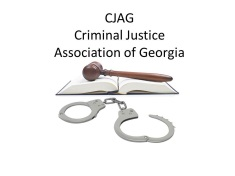 CJAG
Criminal Justice
Association of Georgia